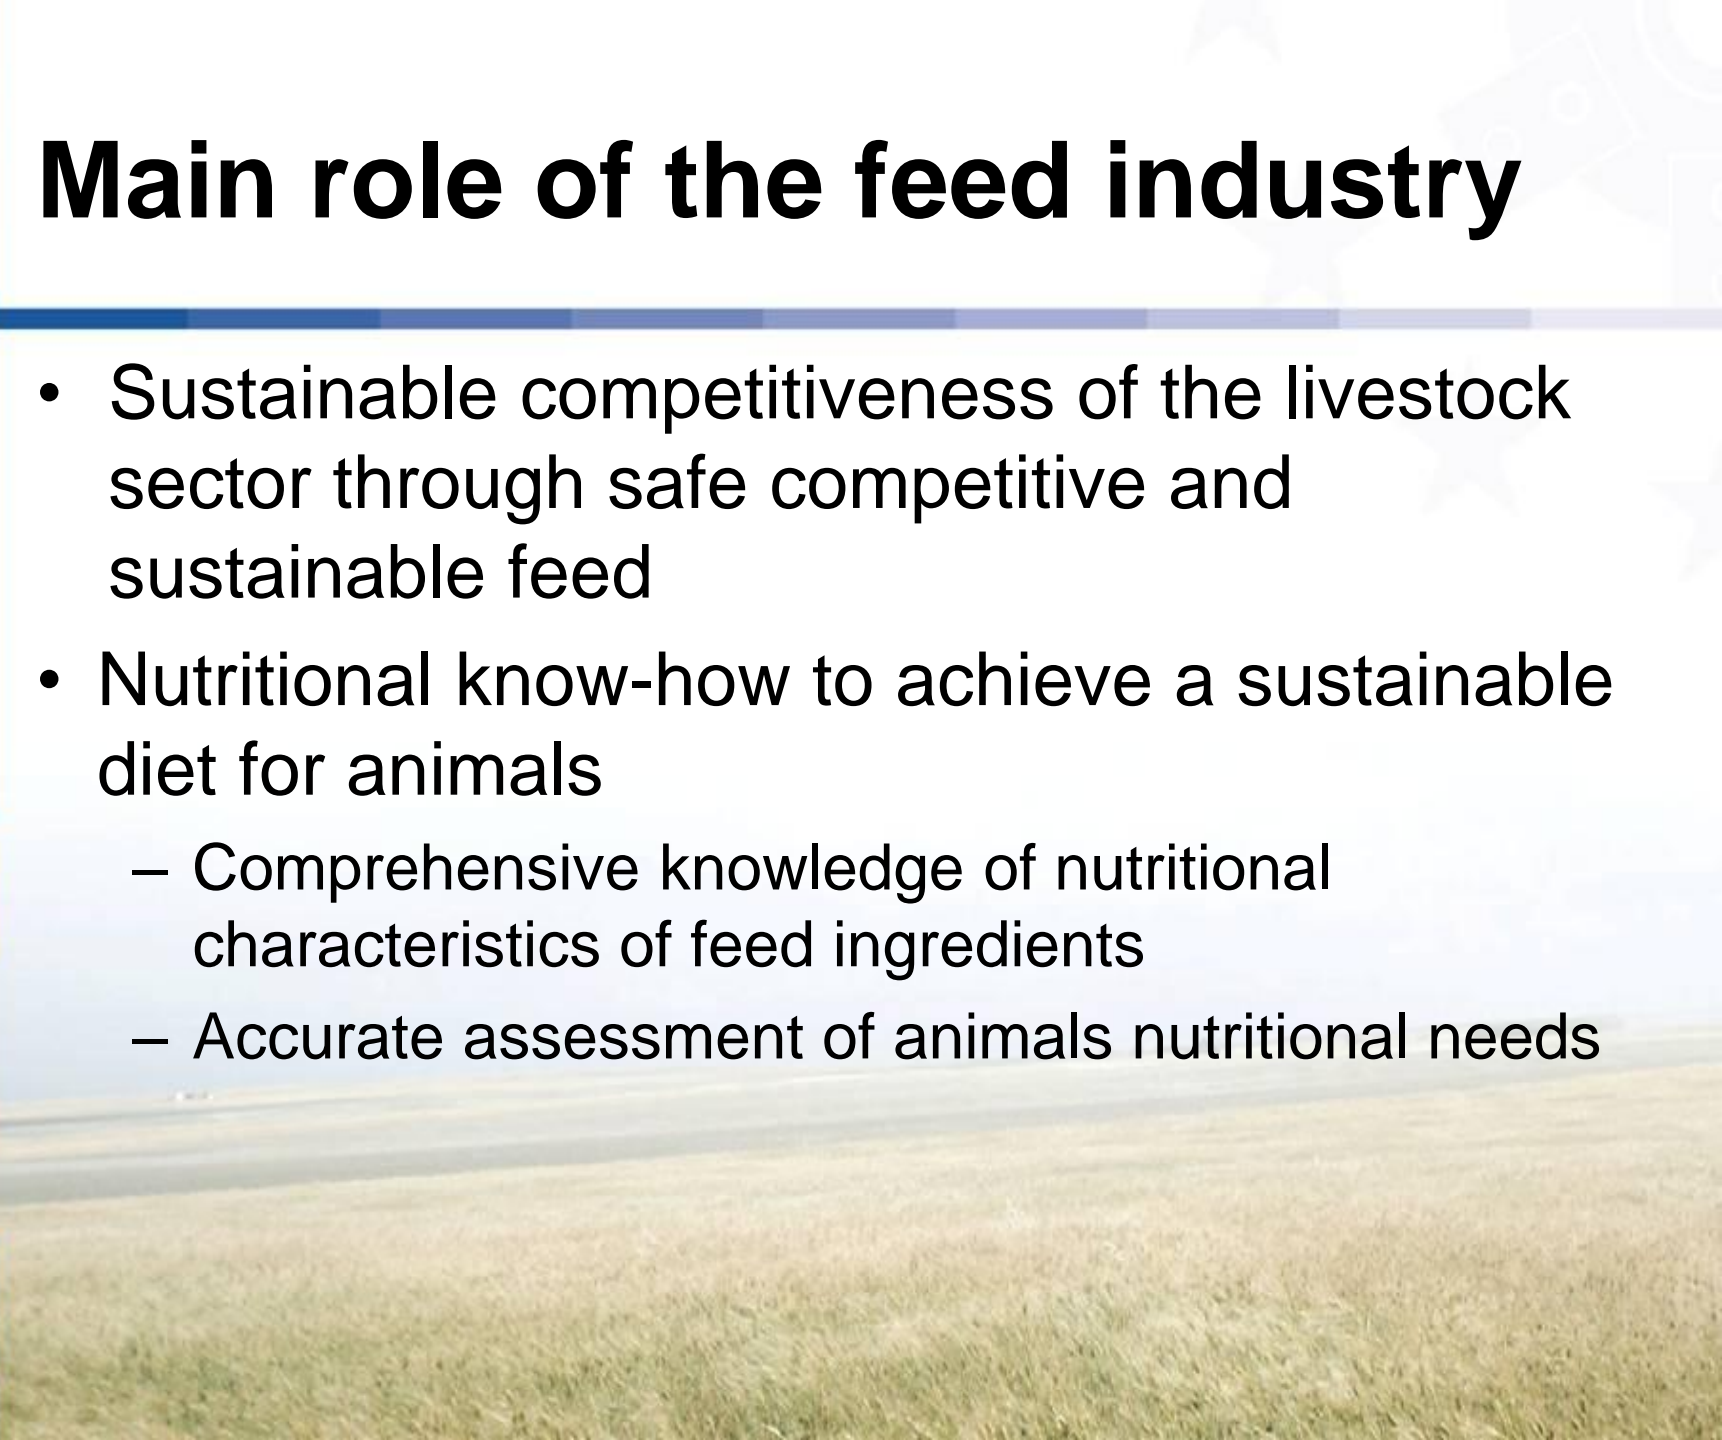 Main role of the feed industry
• Sustainable competitiveness of the livestock
sector through safe competitive and
sustainable feed
• Nutritional know-how to achieve a sustainable
diet for animals
– Comprehensive knowledge of nutritional
characteristics of feed ingredients
– Accurate assessment of animals nutritional needs